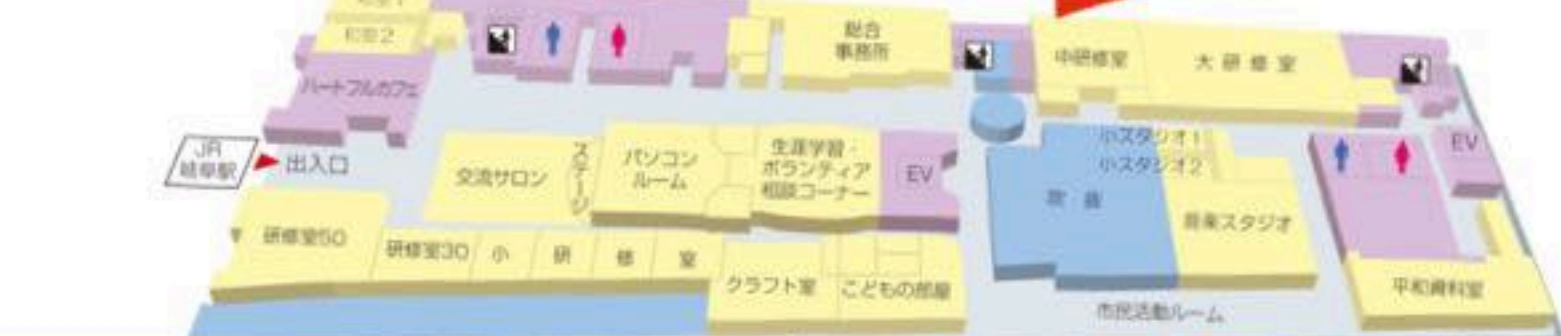 和室2
総合
事務所
中研修室
大研修室
ハートフルカフェ
JR
岐阜駅
出入口
交流サロン
ステージ
パソコン
ルーム
生涯学習・
ボランティア
相談コーナー
EV
小スタジオ1
小スタジオ2
音楽スタジオ
EV
研修室50
研修室30
小研修室
クラフト室
こどもの部屋
市民活動ルーム
平和資料室